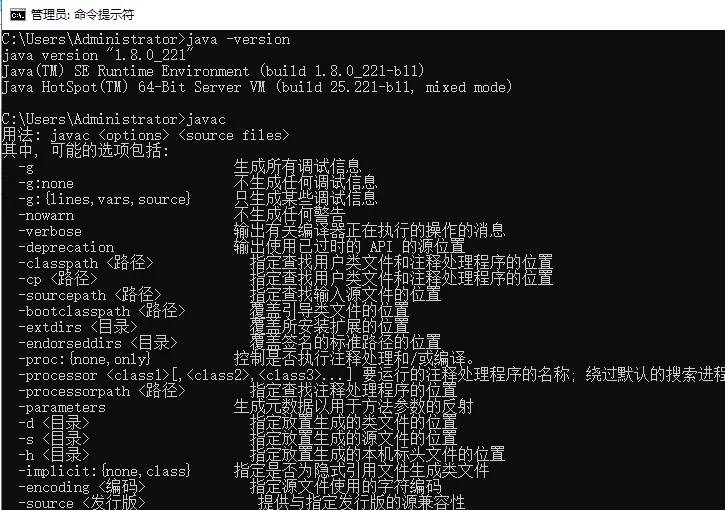 管理员: 命令提示符
C:\Users\Administrator>java -version
java version "1.8.0_221"
Java(TM) SE Runtime Environment (build 1.8.0_221-b11)
Java HotSpot(TM) 64-Bit Server VM (build 25.221-b11, mixed mode)
C:\Users\Administrator>javac
用法: javac <options> <source files>
其中, 可能的选项包括:
-g 生成所有调试信息
-g:none 不生成任何调试信息
-g:{lines,vars,source} 只生成某些调试信息
-nowarn 不生成任何警告
-verbose 输出有关编译器正在执行的操作的消息
-deprecation 输出使用已过时的 API 的源位置
-classpath <路径> 指定查找用户类文件和注释处理程序的位置
-cp <路径> 指定查找用户类文件和注释处理程序的位置
-sourcepath <路径> 指定查找输入源文件的位置
-bootclasspath <路径> 覆盖引导类文件的位置
-extdirs <目录> 覆盖所安装扩展的位置
-endorseddirs <目录> 覆盖签名的标准路径的位置
-proc:{none,only} 控制是否执行注释处理和/或编译。
-processor <class1>[,<class2>,<class3>...] 要运行的注释处理程序的名称; 绕过默认的搜索进程
-processorpath <路径> 指定查找注释处理程序的位置
-parameters 生成元数据以用于方法参数的反射
-d <目录> 指定放置生成的类文件的位置
-s <目录> 指定放置生成的源文件的位置
-h <目录> 指定放置生成的本机标头文件的位置
-implicit:{none,class} 指定是否为隐式引用文件生成类文件
-encoding <编码> 指定源文件使用的字符编码
-source <发行版> 提供与指定发行版的源兼容性